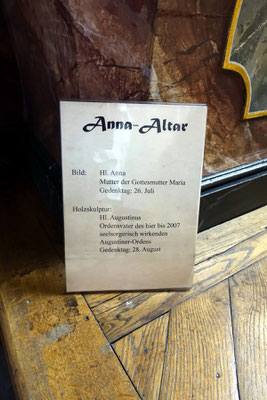 Anna-Altar
Bild: Hl. Anna
Mutter der Gottesmutter Maria
Gedenktag: 26. Juli
Holzskulptur:
Hl. Augustinus
Ordensvater des hier bis 2007
seelsorgerisch wirkenden
Augustiner-Ordens
Gedenktag: 28. August